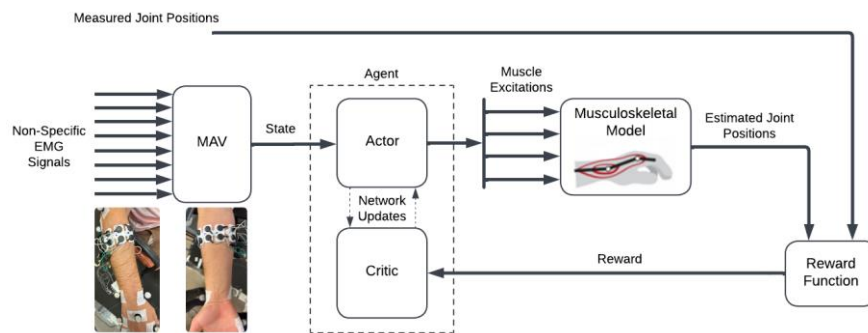 Measured Joint Positions
Agent
Muscle
Excitations
Non-Specific
EMG
Signals
MAV
State
Actor
Musculoskeletal
Model
Estimated Joint
Positions
Network
Updates
Critic
Reward
Reward
Function